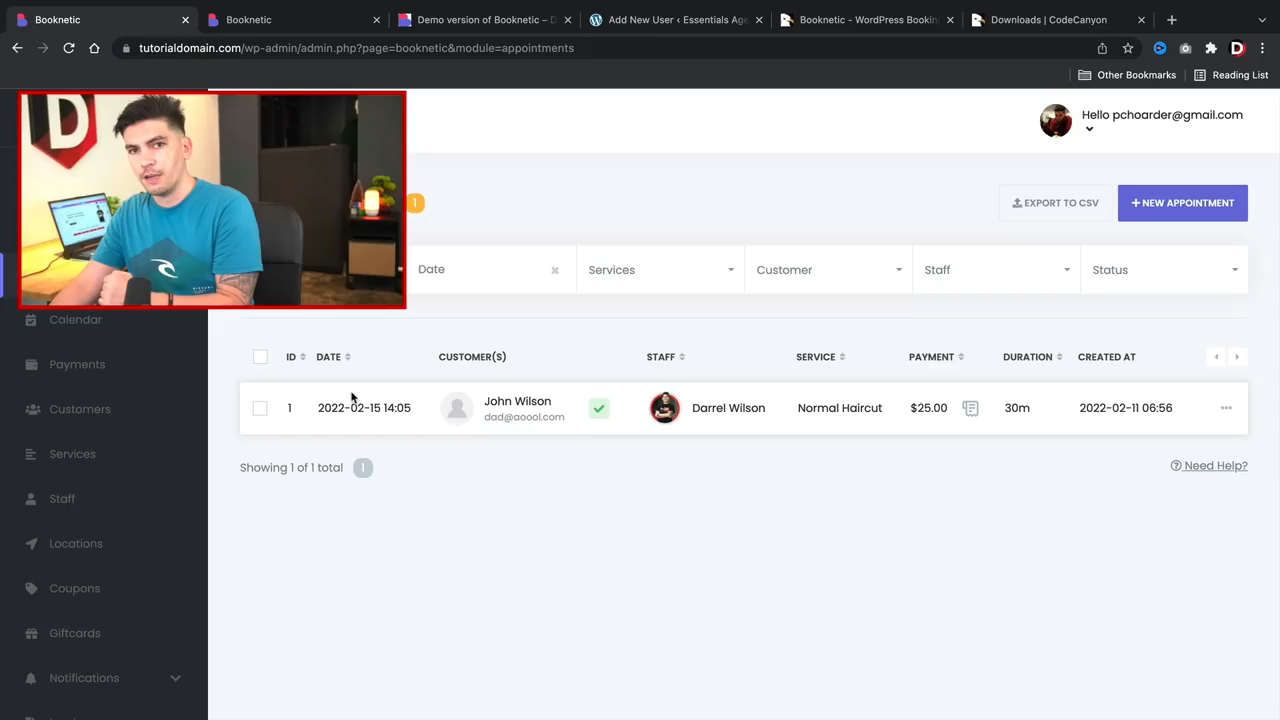 Booknetic
Booknetic
Demo version of Booknetic – D
Add New User ‹ Essentials Age
Booknetic - WordPress Bookin
Downloads | CodeCanyon
tutorialdomain.com/wp-admin/admin.php?page=booknetic&module=appointments
Other Bookmarks
Reading List
D
Hello pchoarder@gmail.com
1
EXPORT TO CSV
+ NEW APPOINTMENT
Date
Services
Customer
Staff
Status
Calendar
Payments
Customers
Services
Staff
Locations
Coupons
Giftcards
Notifications
ID DATE CUSTOMER(S) STAFF SERVICE PAYMENT DURATION CREATED AT
1 2022-02-15 14:05 John Wilson Darrel Wilson Normal Haircut $25.00 30m 2022-02-11 06:56
dad@aoool.com
Showing 1 of 1 total 1
Need Help?